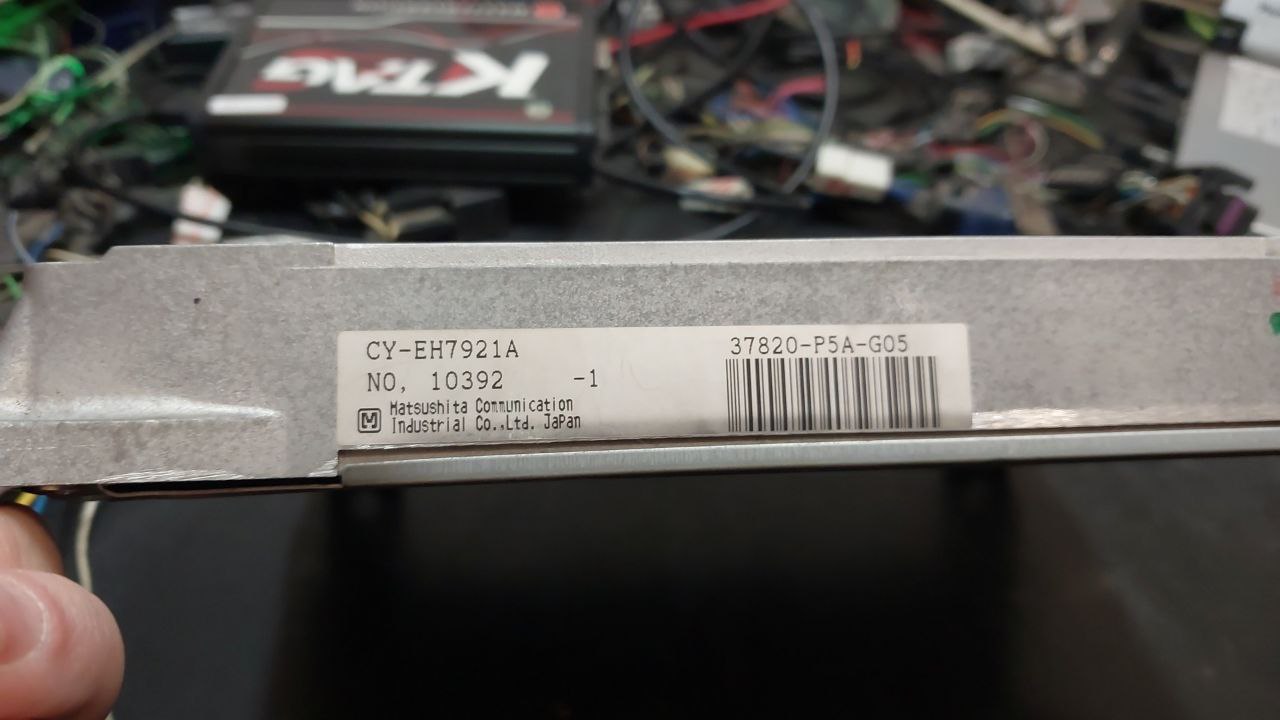 KTAG
CY-EH7921A
37820-P5A-G05
NO, 10392 -1
Matsushita Communication
Industrial Co.,Ltd. JaPan